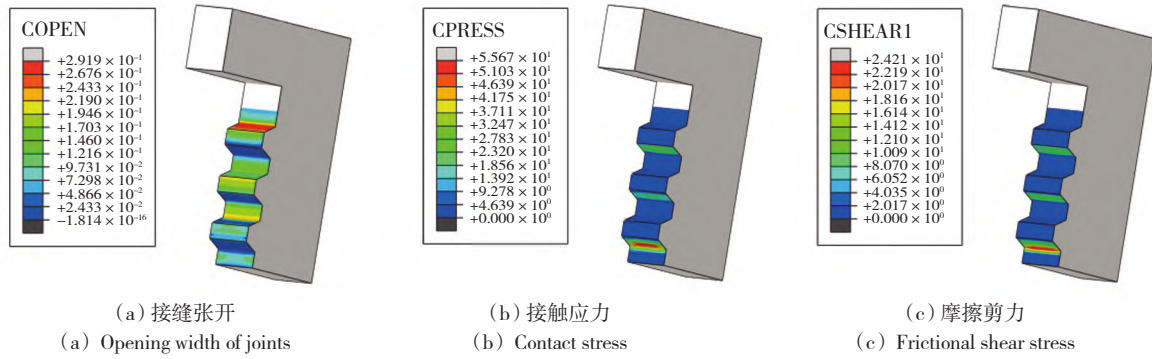 COPEN
+2.919 × 10⁻¹
+2.676 × 10⁻¹
+2.433 × 10⁻¹
+2.190 × 10⁻¹
+1.946 × 10⁻¹
+1.703 × 10⁻¹
+1.460 × 10⁻¹
+1.216 × 10⁻¹
+9.731 × 10⁻²
+7.298 × 10⁻²
+4.866 × 10⁻²
+2.433 × 10⁻²
−1.814 × 10⁻¹⁶
(a) 接缝张开
(a) Opening width of joints
CPRESS
+5.567 × 10¹
+5.103 × 10¹
+4.639 × 10¹
+4.175 × 10¹
+3.711 × 10¹
+3.247 × 10¹
+2.783 × 10¹
+2.320 × 10¹
+1.856 × 10¹
+1.392 × 10¹
+9.278 × 10⁰
+4.639 × 10⁰
+0.000 × 10⁰
(b) 接触应力
(b) Contact stress
CSHEAR1
+2.421 × 10¹
+2.219 × 10¹
+2.017 × 10¹
+1.816 × 10¹
+1.614 × 10¹
+1.412 × 10¹
+1.210 × 10¹
+1.009 × 10¹
+8.070 × 10⁰
+6.052 × 10⁰
+4.035 × 10⁰
+2.017 × 10⁰
+0.000 × 10⁰
(c) 摩擦剪力
(c) Frictional shear stress